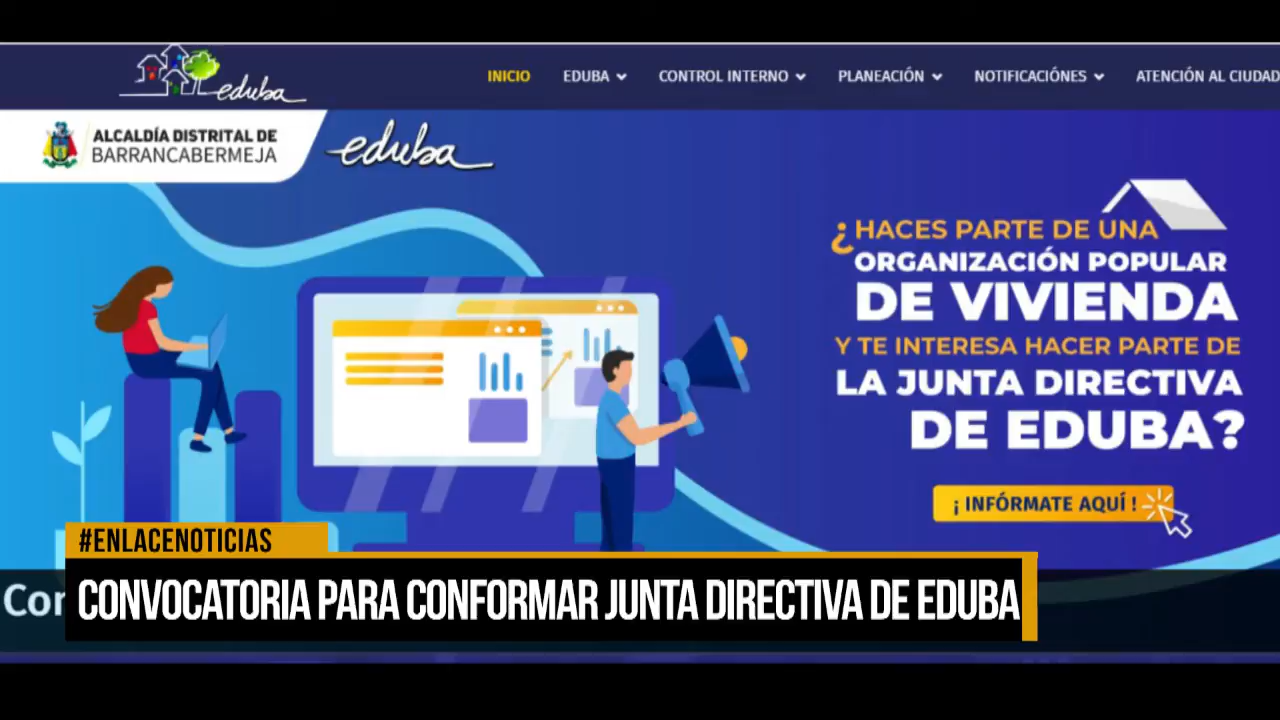 eduba
INICIO EDUBA CONTROL INTERNO PLANEACIÓN NOTIFICACIÓNES ATENCIÓN AL CIUDAD
ALCALDÍA DISTRITAL DE
BARRANCABERMEJA
eduba
¿HACES PARTE DE UNA
ORGANIZACIÓN POPULAR
DE VIVIENDA
Y TE INTERESA HACER PARTE DE
LA JUNTA DIRECTIVA
DE EDUBA?
¡ INFÓRMATE AQUÍ !
#ENLACENOTICIAS
Cor
CONVOCATORIA PARA CONFORMAR JUNTA DIRECTIVA DE EDUBA